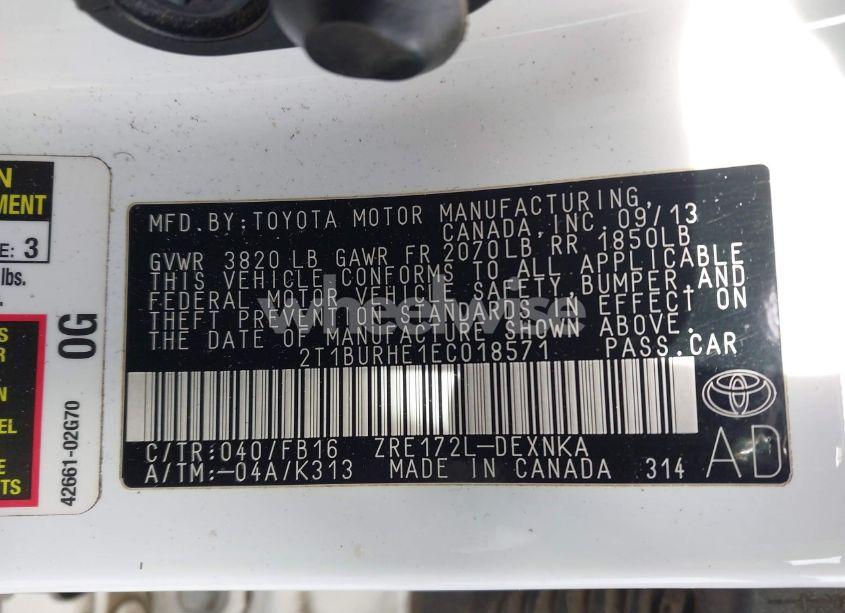 N
MENT
E: 3
lbs.
S
R
N
EL
E
TS
0G
42661-02G70
MFD.BY:TOYOTA MOTOR MANUFACTURING,
CANADA,INC. 09/13
GVWR 3820 LB GAWR FR 2070LB,RR 1850LB
THIS VEHICLE CONFORMS TO ALL APPLICABLE
FEDERAL MOTOR VEHICLE SAFETY,BUMPER,AND
THEFT PREVENTION STANDARDS IN EFFECT ON
THE DATE OF MANUFACTURE SHOWN ABOVE.
2T1BURHE1EC018571 PASS.CAR
C/TR:040/FB16 ZRE172L-DEXNKA
A/TM:-04A/K313 MADE IN CANADA 314
AD
wheelwise